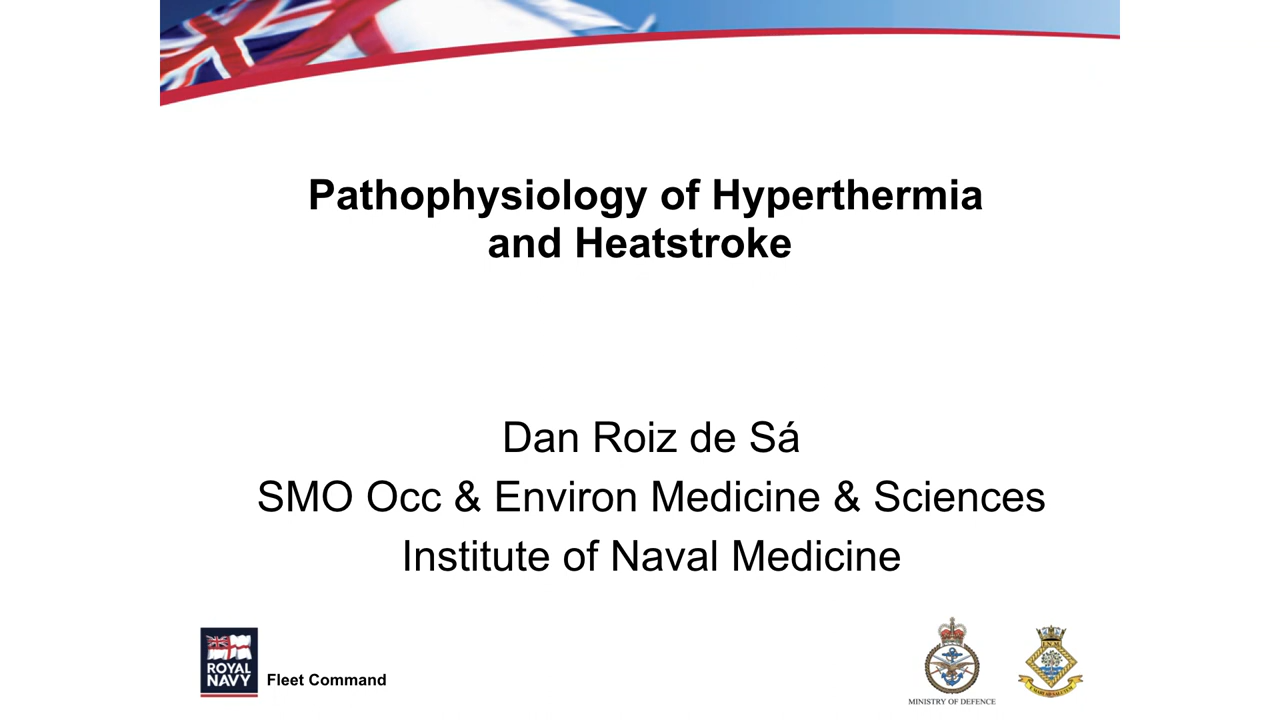 Pathophysiology of Hyperthermia
and Heatstroke
Dan Roiz de Sá
SMO Occ & Environ Medicine & Sciences
Institute of Naval Medicine
ROYAL
NAVY
Fleet Command
MINISTRY OF DEFENCE